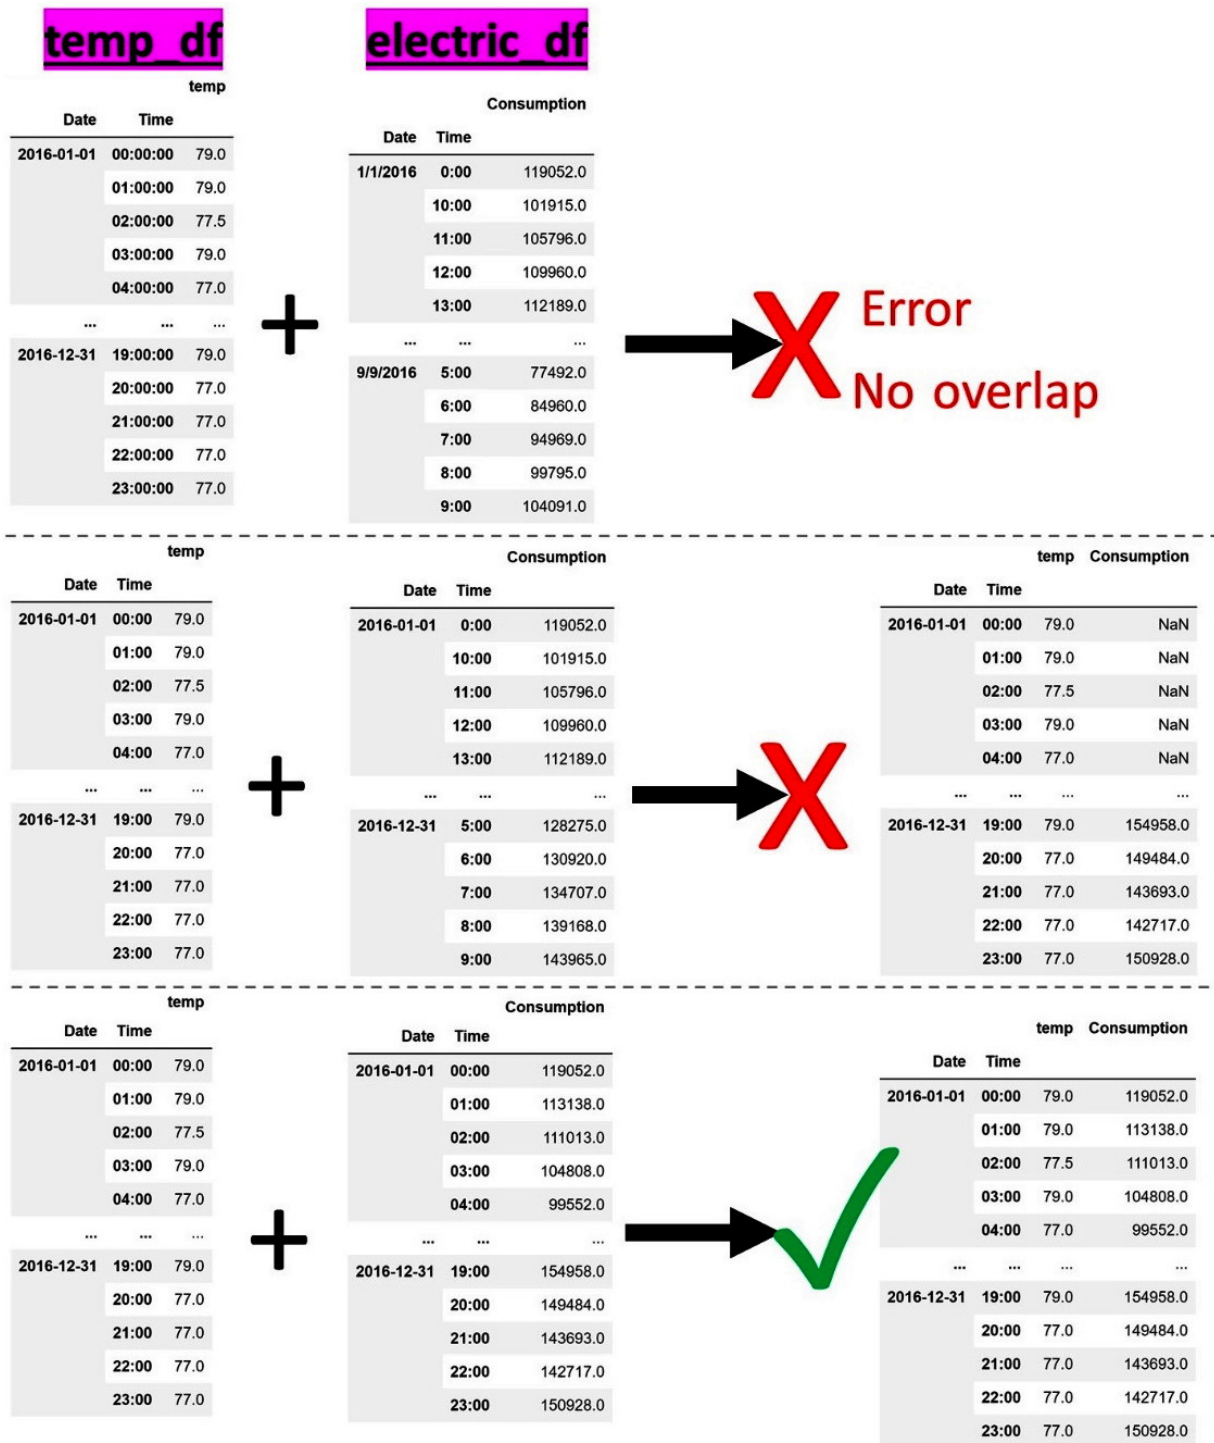 temp_df electric_df
temp
Date Time
2016-01-01 00:00:00 79.0
01:00:00 79.0
02:00:00 77.5
03:00:00 79.0
04:00:00 77.0
... ... ...
2016-12-31 19:00:00 79.0
20:00:00 77.0
21:00:00 77.0
22:00:00 77.0
23:00:00 77.0
+
Consumption
Date Time
1/1/2016 0:00 119052.0
10:00 101915.0
11:00 105796.0
12:00 109960.0
13:00 112189.0
... ... ...
9/9/2016 5:00 77492.0
6:00 84960.0
7:00 94969.0
8:00 99795.0
9:00 104091.0
X Error
No overlap
temp
Date Time
2016-01-01 00:00 79.0
01:00 79.0
02:00 77.5
03:00 79.0
04:00 77.0
... ... ...
2016-12-31 19:00 79.0
20:00 77.0
21:00 77.0
22:00 77.0
23:00 77.0
+
Consumption
Date Time
2016-01-01 0:00 119052.0
10:00 101915.0
11:00 105796.0
12:00 109960.0
13:00 112189.0
... ... ...
2016-12-31 5:00 128275.0
6:00 130920.0
7:00 134707.0
8:00 139168.0
9:00 143965.0
X
temp Consumption
Date Time
2016-01-01 00:00 79.0 NaN
01:00 79.0 NaN
02:00 77.5 NaN
03:00 79.0 NaN
04:00 77.0 NaN
... ... ... ...
2016-12-31 19:00 79.0 154958.0
20:00 77.0 149484.0
21:00 77.0 143693.0
22:00 77.0 142717.0
23:00 77.0 150928.0
temp
Date Time
2016-01-01 00:00 79.0
01:00 79.0
02:00 77.5
03:00 79.0
04:00 77.0
... ... ...
2016-12-31 19:00 79.0
20:00 77.0
21:00 77.0
22:00 77.0
23:00 77.0
+
Consumption
Date Time
2016-01-01 00:00 119052.0
01:00 113138.0
02:00 111013.0
03:00 104808.0
04:00 99552.0
... ... ...
2016-12-31 19:00 154958.0
20:00 149484.0
21:00 143693.0
22:00 142717.0
23:00 150928.0
temp Consumption
Date Time
2016-01-01 00:00 79.0 119052.0
01:00 79.0 113138.0
02:00 77.5 111013.0
03:00 79.0 104808.0
04:00 77.0 99552.0
... ... ... ...
2016-12-31 19:00 79.0 154958.0
20:00 77.0 149484.0
21:00 77.0 143693.0
22:00 77.0 142717.0
23:00 77.0 150928.0